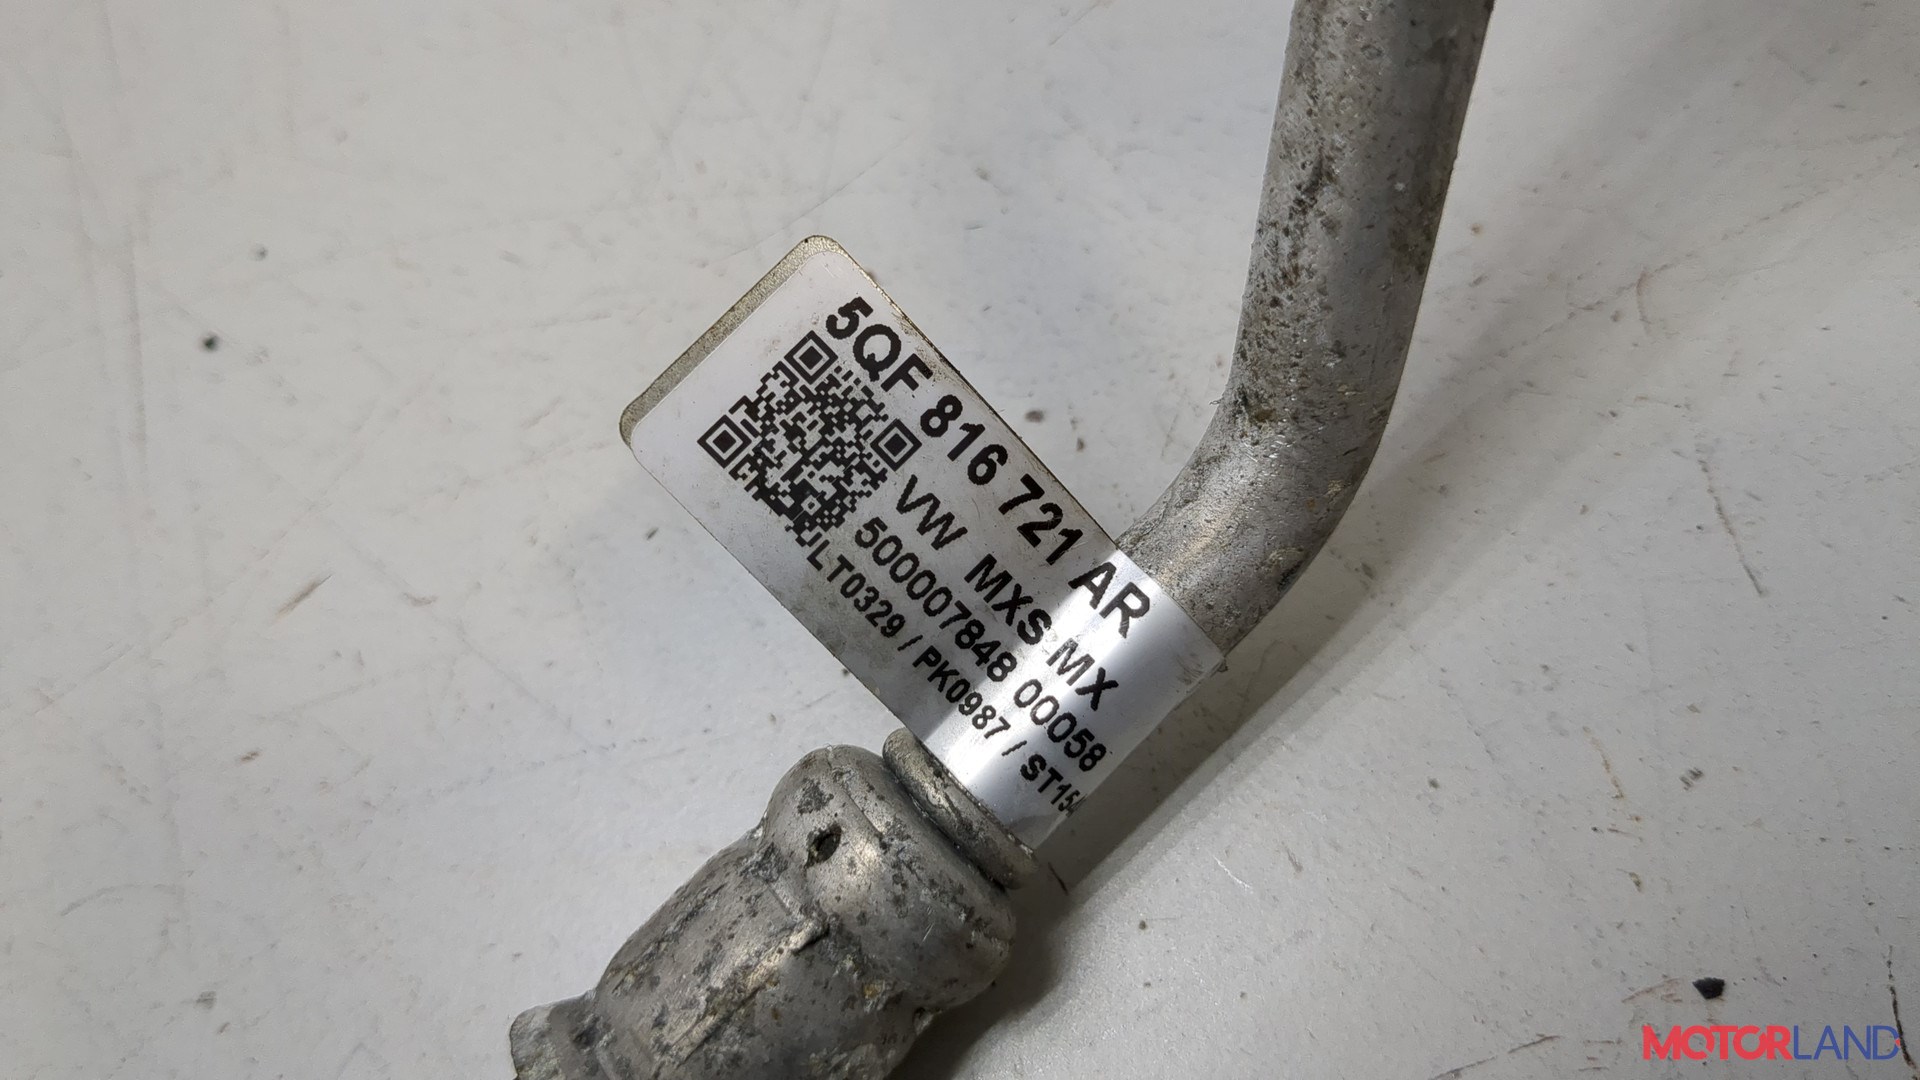 5QF 816 721 AR
VW MXS MX
500007848 00058
LT0329 / PK0987 / ST15
MOTORLAND